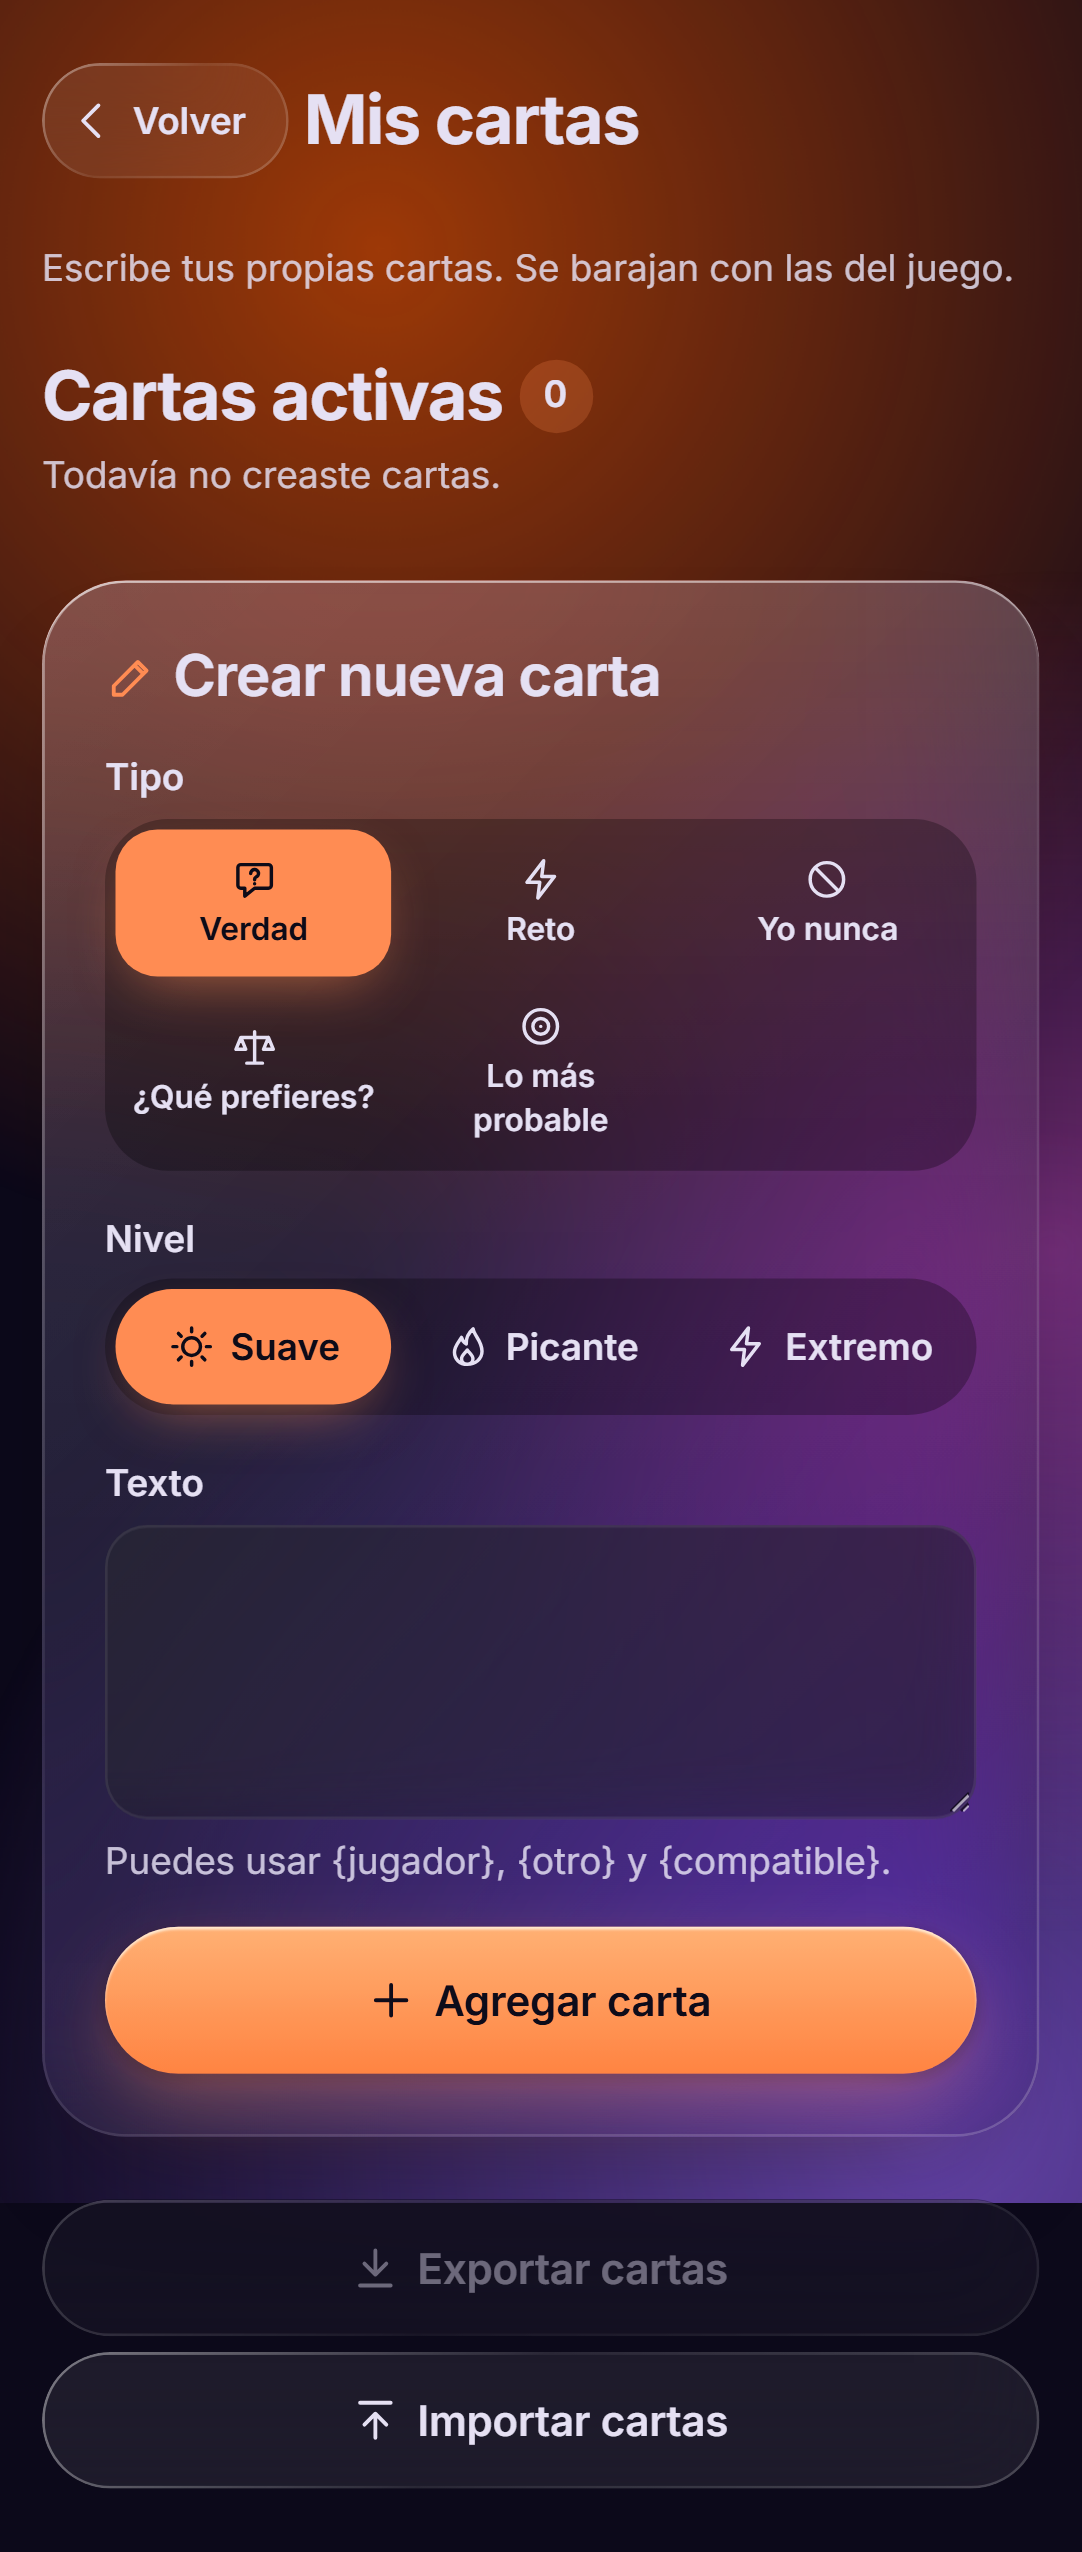 Volver
Mis cartas
Escribe tus propias cartas. Se barajan con las del juego.
Cartas activas 0
Todavía no creaste cartas.
Crear nueva carta
Tipo
Verdad
Reto
Yo nunca
¿Qué prefieres?
Lo más
probable
Nivel
Suave
Picante
Extremo
Texto
Puedes usar {jugador}, {otro} y {compatible}.
Agregar carta
Exportar cartas
Importar cartas